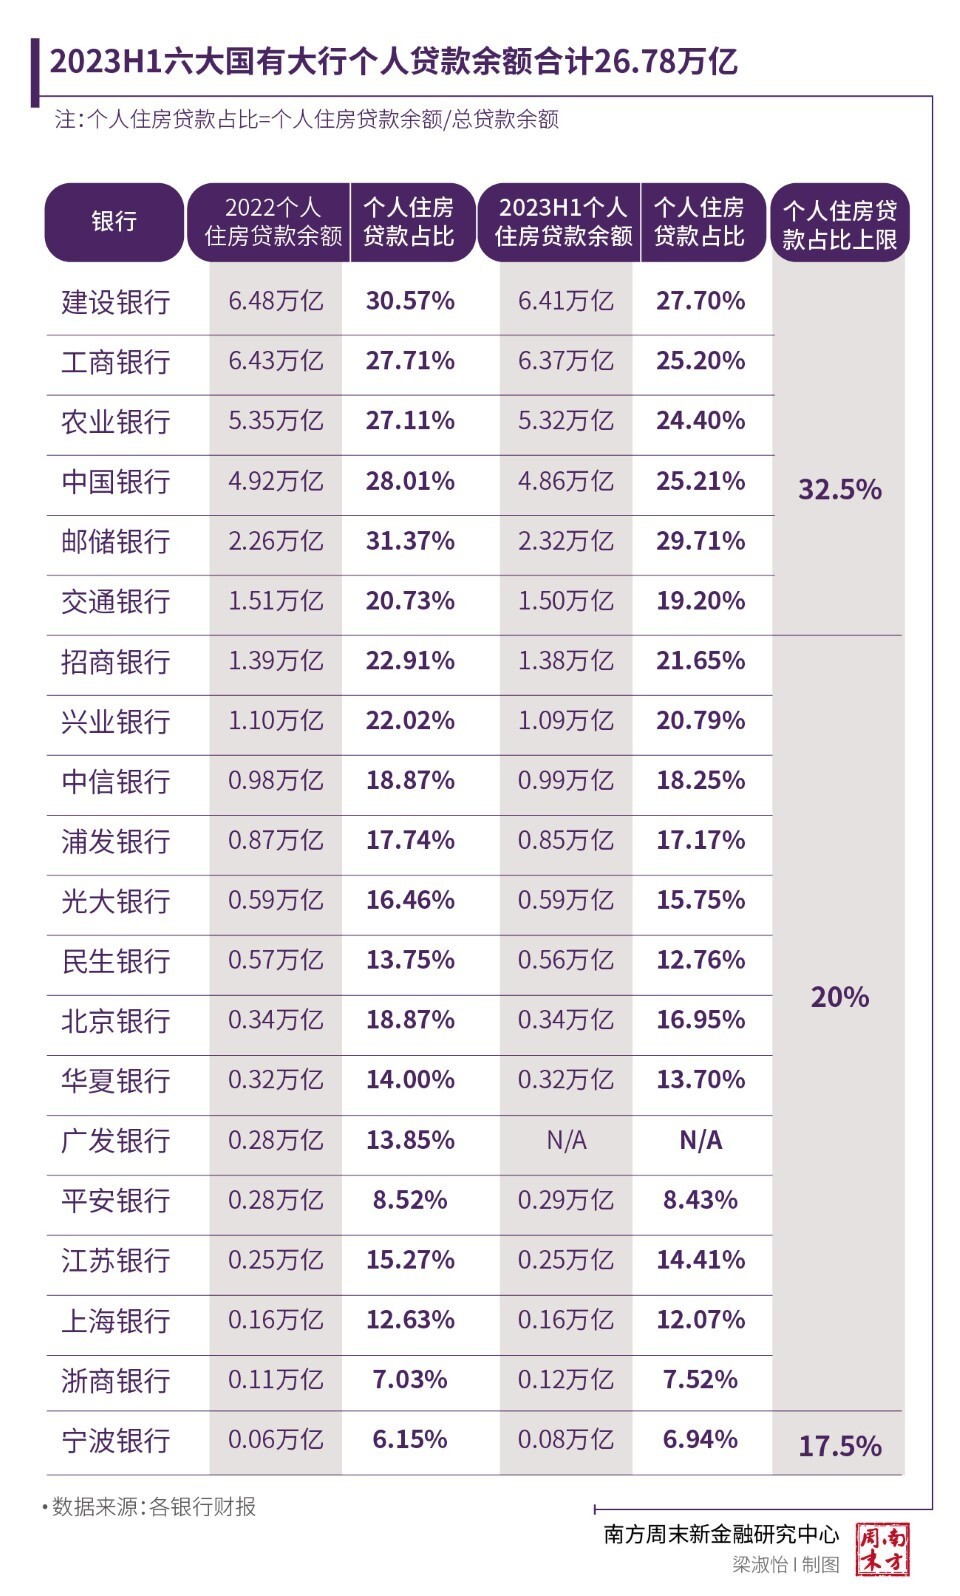 2023H1六大国有大行个人贷款余额合计26.78万亿
注:个人住房贷款占比=个人住房贷款余额/总贷款余额
银行 2022个人住房贷款余额 个人住房贷款占比 2023H1个人住房贷款余额 个人住房贷款占比 个人住房贷款占比上限
建设银行 6.48万亿 30.57% 6.41万亿 27.70%
工商银行 6.43万亿 27.71% 6.37万亿 25.20%
农业银行 5.35万亿 27.11% 5.32万亿 24.40%
中国银行 4.92万亿 28.01% 4.86万亿 25.21% 32.5%
邮储银行 2.26万亿 31.37% 2.32万亿 29.71%
交通银行 1.51万亿 20.73% 1.50万亿 19.20%
招商银行 1.39万亿 22.91% 1.38万亿 21.65%
兴业银行 1.10万亿 22.02% 1.09万亿 20.79%
中信银行 0.98万亿 18.87% 0.99万亿 18.25%
浦发银行 0.87万亿 17.74% 0.85万亿 17.17%
光大银行 0.59万亿 16.46% 0.59万亿 15.75%
民生银行 0.57万亿 13.75% 0.56万亿 12.76%
北京银行 0.34万亿 18.87% 0.34万亿 16.95% 20%
华夏银行 0.32万亿 14.00% 0.32万亿 13.70%
广发银行 0.28万亿 13.85% N/A N/A
平安银行 0.28万亿 8.52% 0.29万亿 8.43%
江苏银行 0.25万亿 15.27% 0.25万亿 14.41%
上海银行 0.16万亿 12.63% 0.16万亿 12.07%
浙商银行 0.11万亿 7.03% 0.12万亿 7.52%
宁波银行 0.06万亿 6.15% 0.08万亿 6.94% 17.5%
•数据来源:各银行财报
南方周末新金融研究中心
梁淑怡 | 制图
南方周末